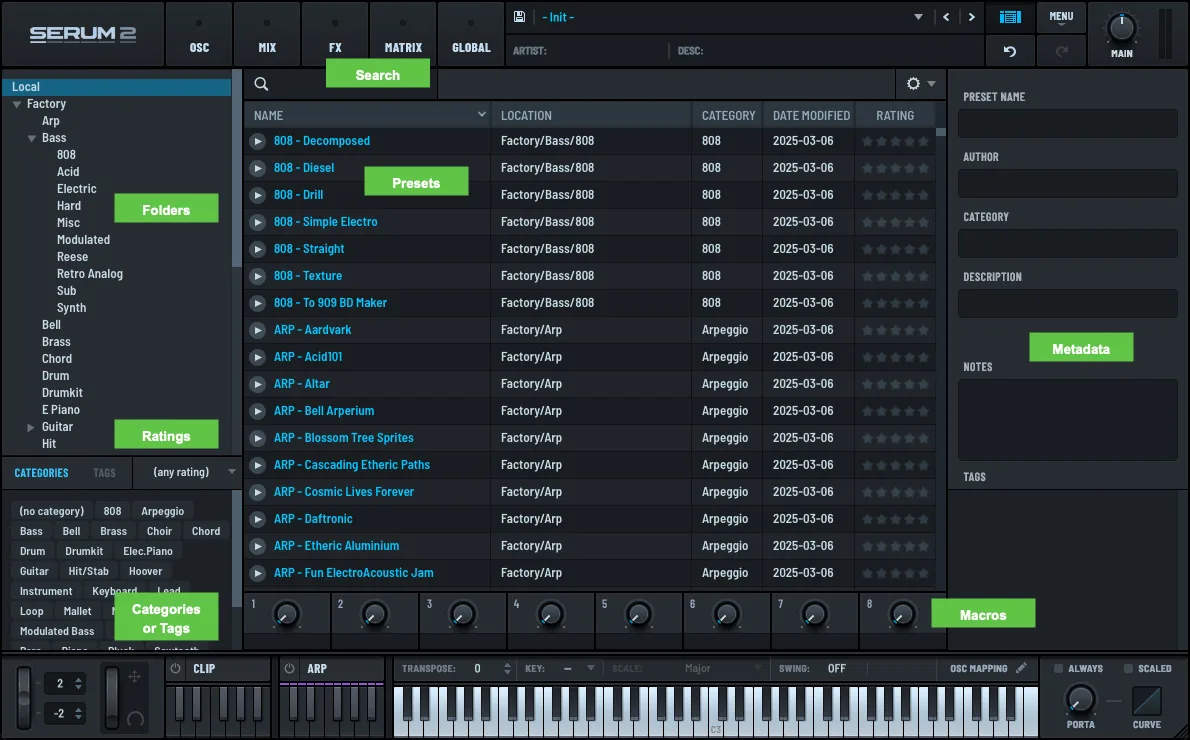 SERUM 2
OSC
MIX
FX
MATRIX
GLOBAL
- Init -
MENU
ARTIST:
DESC:
MAIN
Search
Local
Factory
Arp
Bass
808
Acid
Electric
Hard
Misc
Modulated
Reese
Retro Analog
Sub
Synth
Bell
Brass
Chord
Drum
Drumkit
E Piano
Guitar
Hit
Folders
Ratings
CATEGORIES TAGS (any rating)
(no category) 808 Arpeggio
Bass Bell Brass Choir Chord
Drum Drumkit Elec.Piano
Guitar Hit/Stab Hoover
Instrument Keyboard Lead
Loop Mallet
Modulated Bass
Categories
or Tags
NAME LOCATION CATEGORY DATE MODIFIED RATING
808 - Decomposed Factory/Bass/808 808 2025-03-06
808 - Diesel Factory/Bass/808 808 2025-03-06
808 - Drill Factory/Bass/808 808 2025-03-06
808 - Simple Electro Factory/Bass/808 808 2025-03-06
808 - Straight Factory/Bass/808 808 2025-03-06
808 - Texture Factory/Bass/808 808 2025-03-06
808 - To 909 BD Maker Factory/Bass/808 808 2025-03-06
ARP - Aardvark Factory/Arp Arpeggio 2025-03-06
ARP - Acid101 Factory/Arp Arpeggio 2025-03-06
ARP - Altar Factory/Arp Arpeggio 2025-03-06
ARP - Bell Arperium Factory/Arp Arpeggio 2025-03-06
ARP - Blossom Tree Sprites Factory/Arp Arpeggio 2025-03-06
ARP - Cascading Etheric Paths Factory/Arp Arpeggio 2025-03-06
ARP - Cosmic Lives Forever Factory/Arp Arpeggio 2025-03-06
ARP - Daftronic Factory/Arp Arpeggio 2025-03-06
ARP - Etheric Aluminium Factory/Arp Arpeggio 2025-03-06
ARP - Fun ElectroAcoustic Jam Factory/Arp Arpeggio 2025-03-06
Presets
1 2 3 4 5 6 7 8
Macros
PRESET NAME
AUTHOR
CATEGORY
DESCRIPTION
Metadata
NOTES
TAGS
2
-2
CLIP
ARP
TRANSPOSE: 0 KEY: – SCALE: Major SWING: OFF OSC MAPPING
C3
ALWAYS SCALED
PORTA CURVE